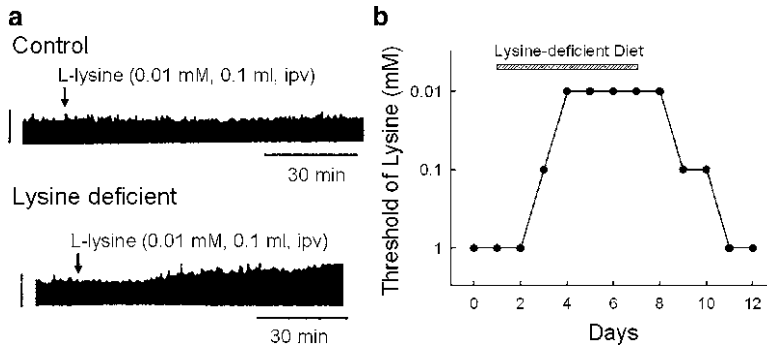 a
Control
L-lysine (0.01 mM, 0.1 ml, ipv)
30 min
Lysine deficient
L-lysine (0.01 mM, 0.1 ml, ipv)
30 min
b
Lysine-deficient Diet
Threshold of Lysine (mM)
0.01
0.1
1
0 2 4 6 8 10 12
Days